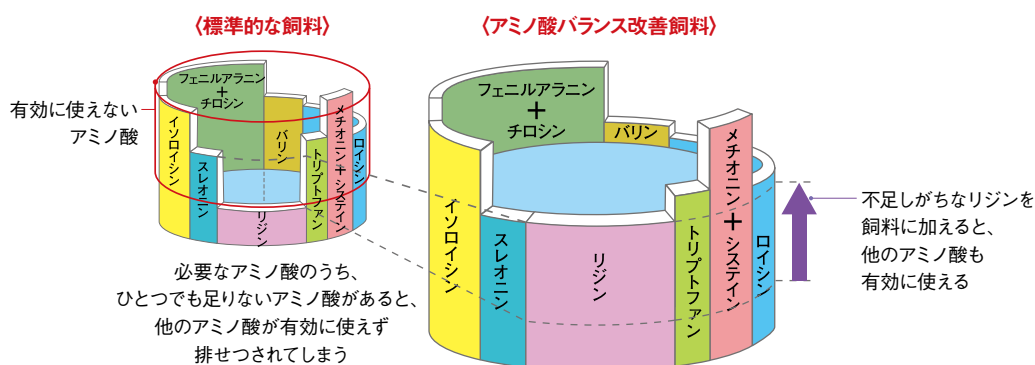 〈標準的な飼料〉
有効に使えない
アミノ酸
フェニルアラニン
+
チロシン
イソロイシン
スレオニン
バリン
リジン
トリプトファン
メチオニン+システイン
ロイシン
必要なアミノ酸のうち、
ひとつでも足りないアミノ酸があると、
他のアミノ酸が有効に使えず
排せつされてしまう
〈アミノ酸バランス改善飼料〉
フェニルアラニン
+
チロシン
バリン
イソロイシン
スレオニン
リジン
トリプトファン
メチオニン+システイン
ロイシン
不足しがちなリジンを
飼料に加えると、
他のアミノ酸も
有効に使える